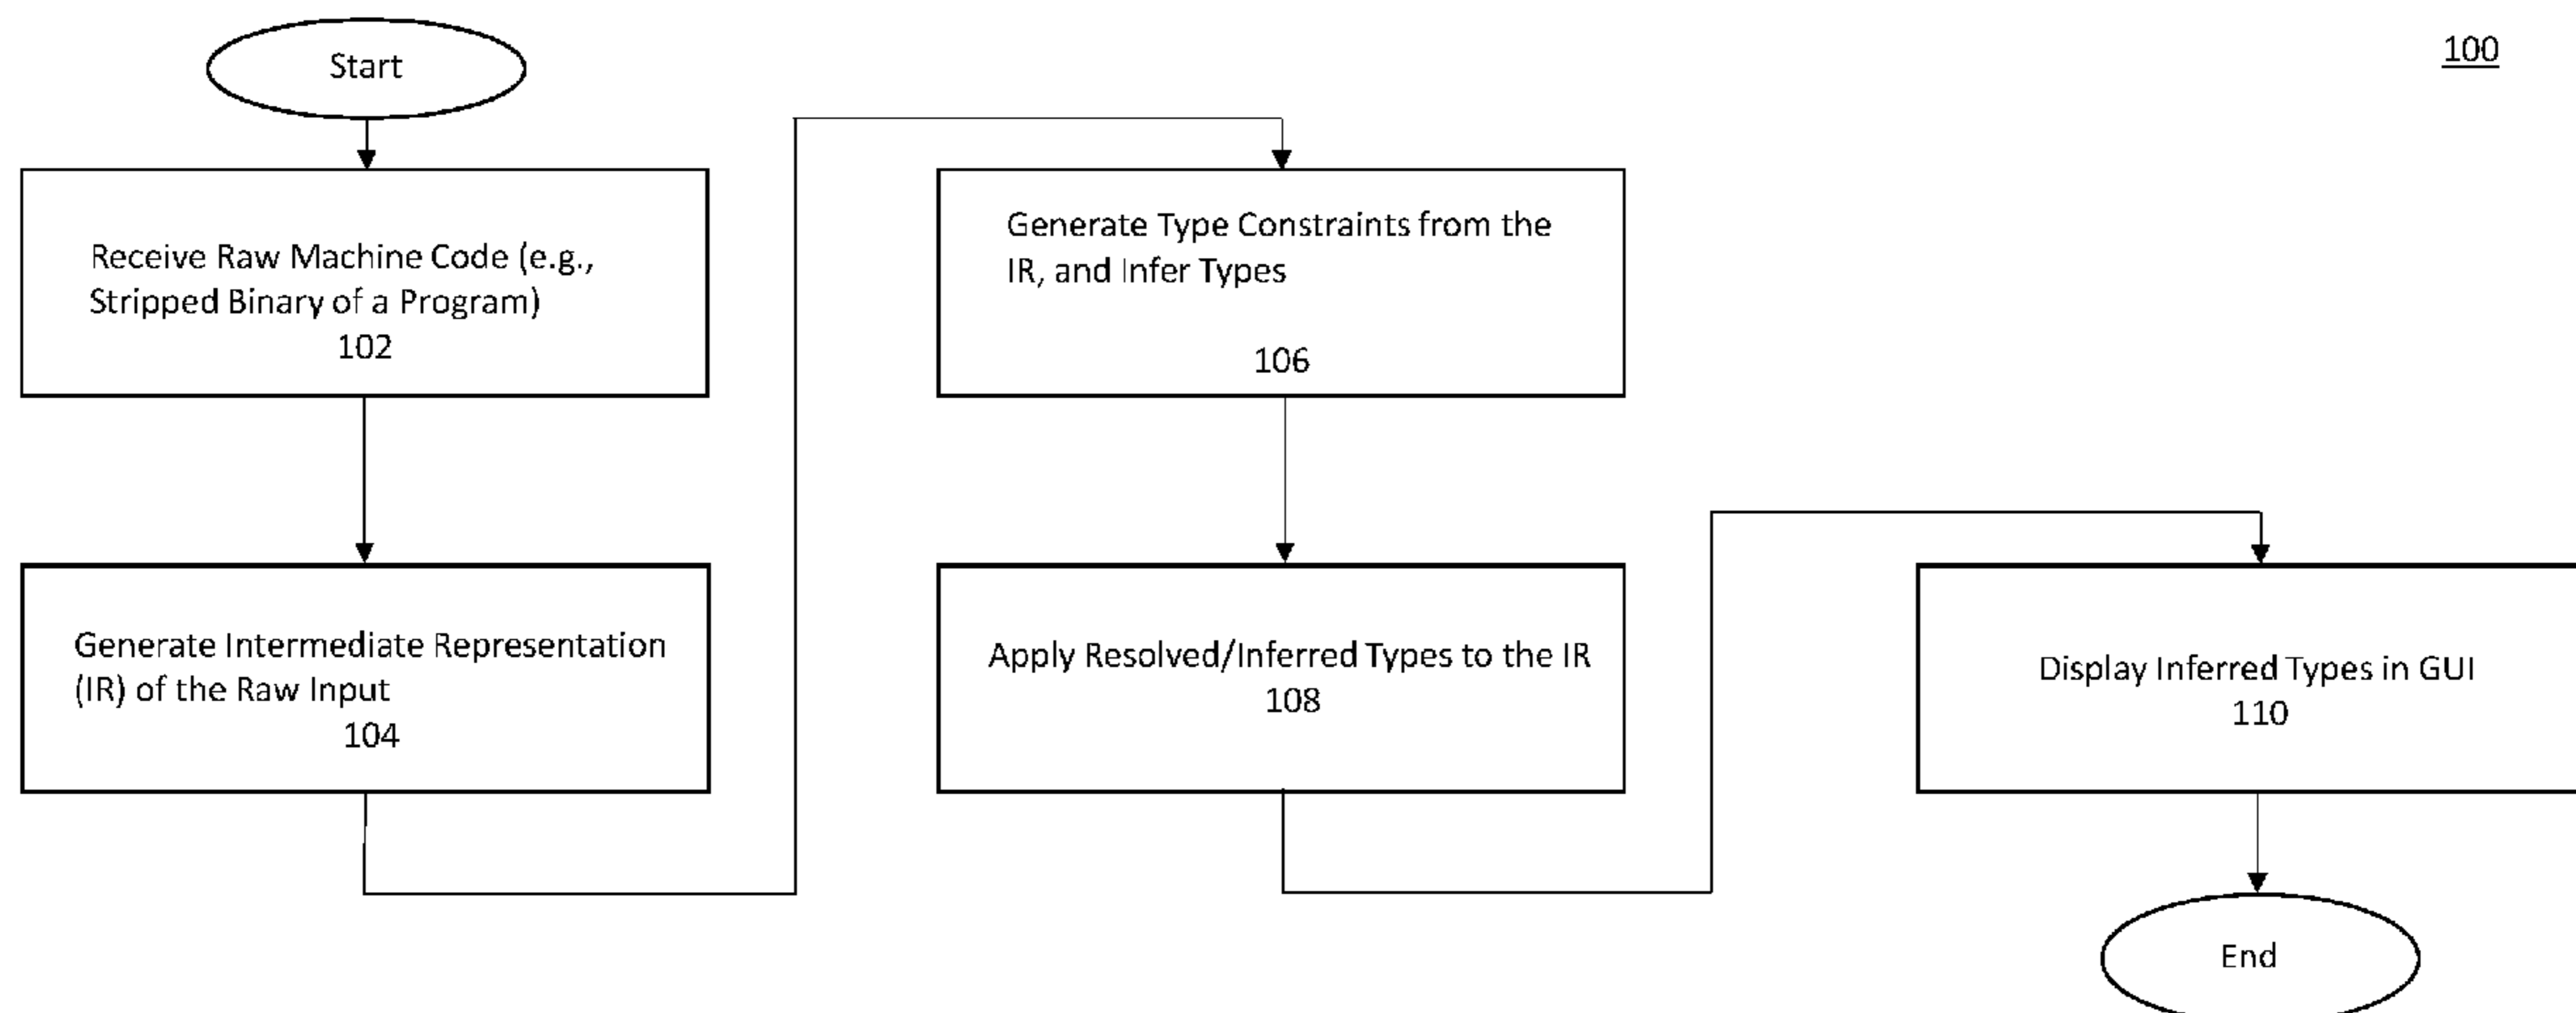 100
Start
Receive Raw Machine Code (e.g.,
Stripped Binary of a Program)
102
Generate Intermediate Representation
(IR) of the Raw Input
104
Generate Type Constraints from the
IR, and Infer Types
106
Apply Resolved/Inferred Types to the IR
108
Display Inferred Types in GUI
110
End